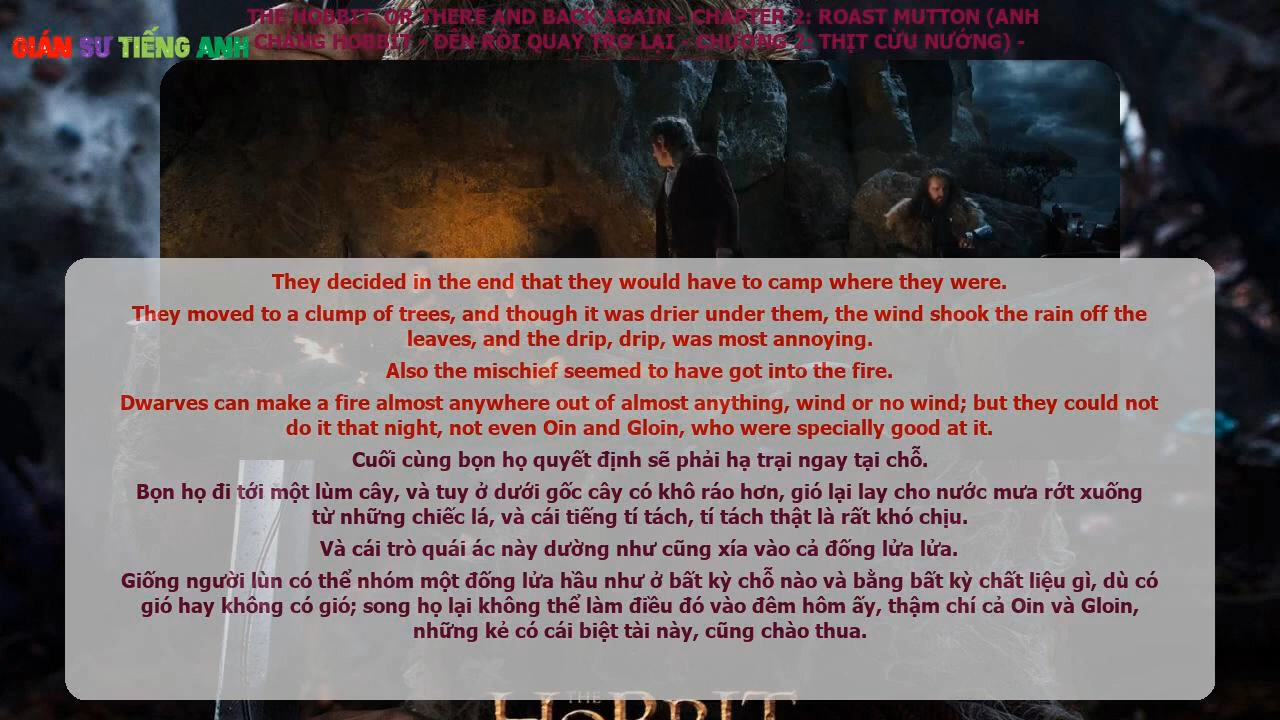 THE HOBBIT, OR THERE AND BACK AGAIN - CHAPTER 2: ROAST MUTTON (ANH
CHÀNG HOBBIT - ĐẾN RỒI QUAY TRỞ LẠI - CHƯƠNG 2: THỊT CỪU NƯỚNG) -
GIÁN SƯ TIẾNG ANH
They decided in the end that they would have to camp where they were.
They moved to a clump of trees, and though it was drier under them, the wind shook the rain off the
leaves, and the drip, drip, was most annoying.
Also the mischief seemed to have got into the fire.
Dwarves can make a fire almost anywhere out of almost anything, wind or no wind; but they could not
do it that night, not even Oin and Gloin, who were specially good at it.
Cuối cùng bọn họ quyết định sẽ phải hạ trại ngay tại chỗ.
Bọn họ đi tới một lùm cây, và tuy ở dưới gốc cây có khô ráo hơn, gió lại lay cho nước mưa rớt xuống
từ những chiếc lá, và cái tiếng tí tách, tí tách thật là rất khó chịu.
Và cái trò quái ác này dường như cũng xía vào cả đống lửa lửa.
Giống người lùn có thể nhóm một đống lửa hầu như ở bất kỳ chỗ nào và bằng bất kỳ chất liệu gì, dù có
gió hay không có gió; song họ lại không thể làm điều đó vào đêm hôm ấy, thậm chí cả Oin và Gloin,
những kẻ có cái biệt tài này, cũng chào thua.
THE HOBBIT